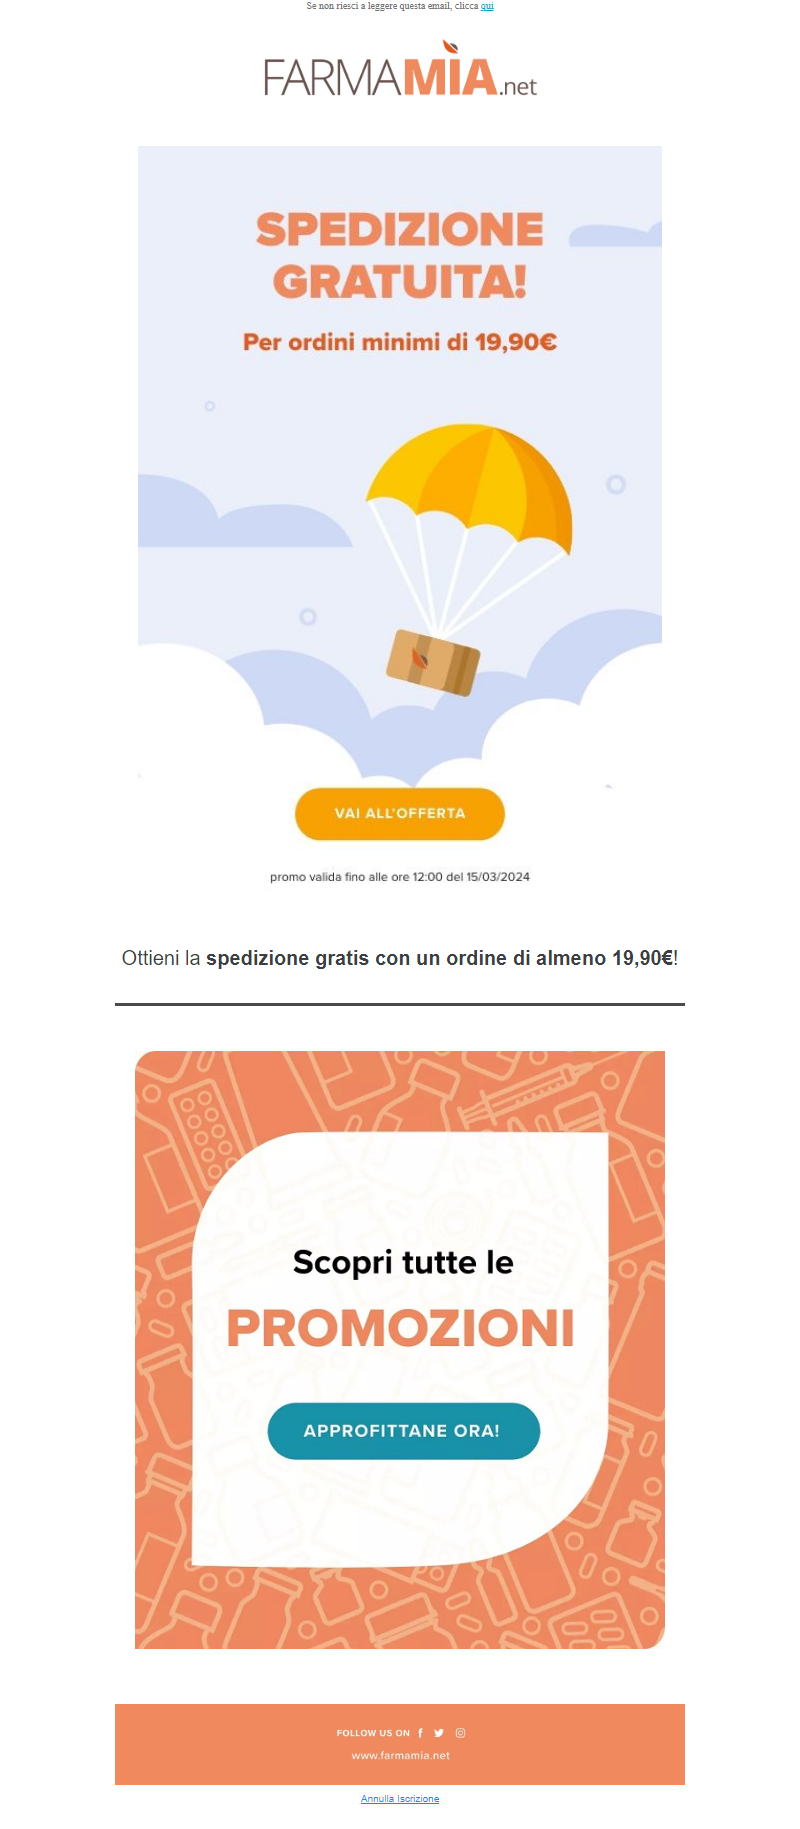 Se non riesci a leggere questa email, clicca qui
FARMAMÌA.net
SPEDIZIONE
GRATUITA!
Per ordini minimi di 19,90€
VAI ALL'OFFERTA
promo valida fino alle ore 12:00 del 15/03/2024
Ottieni la spedizione gratis con un ordine di almeno 19,90€!
Scopri tutte le
PROMOZIONI
APPROFITTANE ORA!
FOLLOW US ON
www.farmamia.net
Annulla Iscrizione